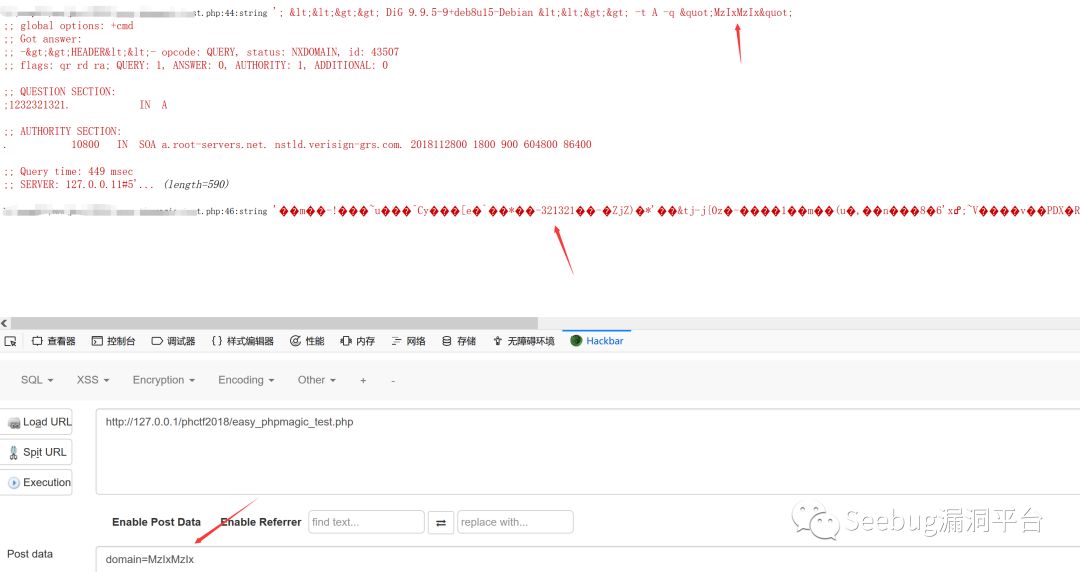 st.php:44:string '; &lt;&lt;&gt;&gt; DiG 9.9.5-9+deb8u15-Debian &lt;&lt;&gt;&gt; -t A -q &quot;MzIxMzIx&quot;
;; global options: +cmd
;; Got answer:
;; -&gt;&gt;HEADER&lt;&lt;- opcode: QUERY, status: NXDOMAIN, id: 43507
;; flags: qr rd ra; QUERY: 1, ANSWER: 0, AUTHORITY: 1, ADDITIONAL: 0
;; QUESTION SECTION:
;1232321321. IN A
;; AUTHORITY SECTION:
. 10800 IN SOA a.root-servers.net. nstld.verisign-grs.com. 2018112800 1800 900 604800 86400
;; Query time: 449 msec
;; SERVER: 127.0.0.11#5'... (length=590)
t.php:46:string '��m��-!���~u���^Cy���[e�^��*��-321321��-�ZjZ)�*'��&tj-j{0z�-����1��m��(u�,��n���8�6'x
查看器 控制台 调试器 {} 样式编辑器 性能 内存 网络 存储 无障碍环境 Hackbar
SQL XSS Encryption Encoding Other + -
Load URL http://127.0.0.1/phctf2018/easy_phpmagic_test.php
Split URL
Execution
Enable Post Data Enable Referrer find text... replace with...
Seebug漏洞平台
Post data domain=MzIxMzIx